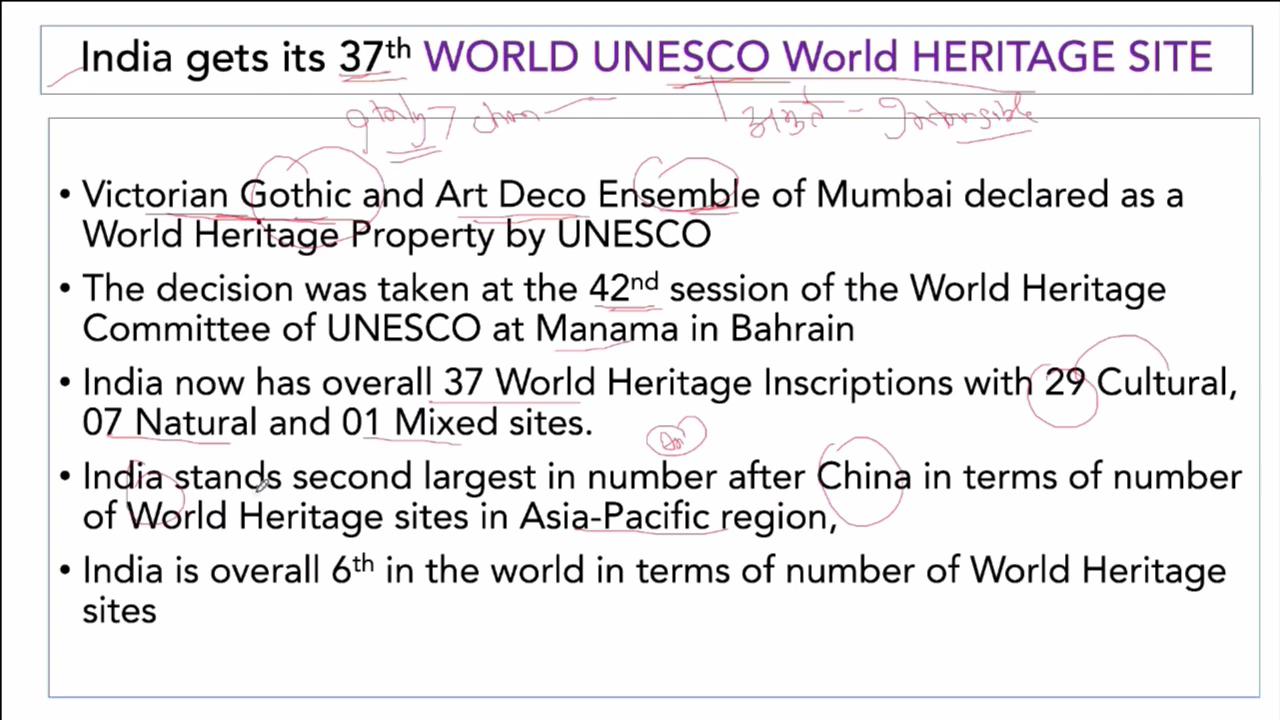 India gets its 37th WORLD UNESCO World HERITAGE SITE
Italy 7 China
अमूर्त - Intangible
• Victorian Gothic and Art Deco Ensemble of Mumbai declared as a
World Heritage Property by UNESCO
• The decision was taken at the 42nd session of the World Heritage
Committee of UNESCO at Manama in Bahrain
• India now has overall 37 World Heritage Inscriptions with 29 Cultural,
07 Natural and 01 Mixed sites.
• India stands second largest in number after China in terms of number
of World Heritage sites in Asia-Pacific region,
• India is overall 6th in the world in terms of number of World Heritage
sites